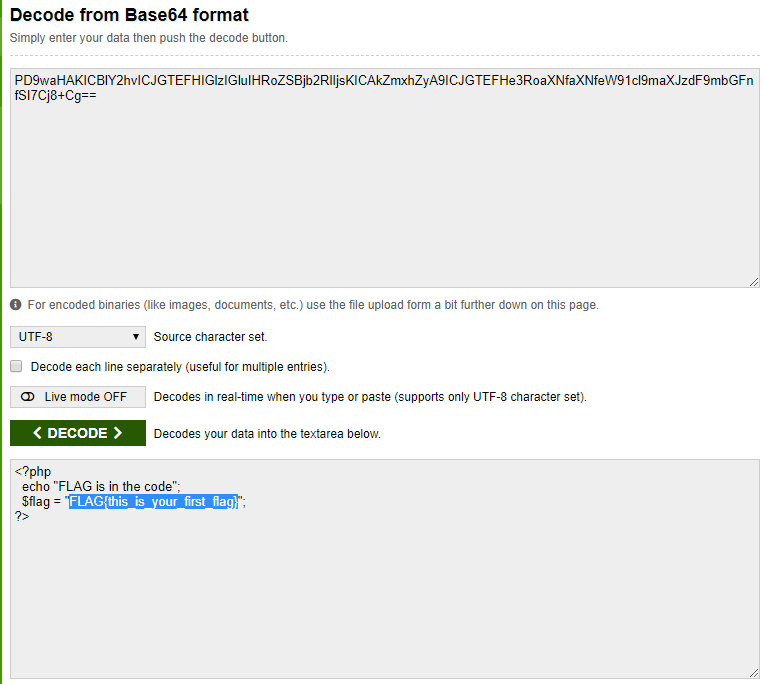 Decode from Base64 format
Simply enter your data then push the decode button.
PD9waHAKICBlY2hvICJGTEFHIGlzIGluIHRoZSBjb2RlIjsKICAkZmxhZyA9ICJGTEFHe3RoaXNfaXNfeW91cl9maXJzdF9mbGFn
fSI7Cj8+Cg==
For encoded binaries (like images, documents, etc.) use the file upload form a bit further down on this page.
UTF-8 Source character set.
Decode each line separately (useful for multiple entries).
Live mode OFF Decodes in real-time when you type or paste (supports only UTF-8 character set).
< DECODE > Decodes your data into the textarea below.
<?php
echo "FLAG is in the code";
$flag = "FLAG{this_is_your_first_flag}";
?>